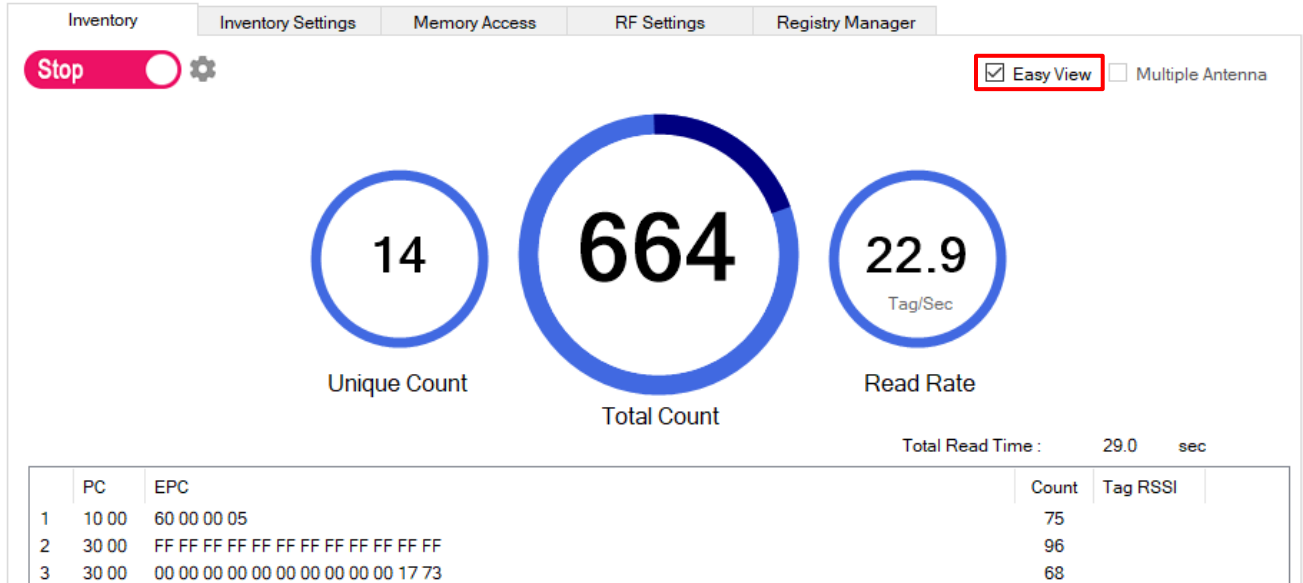 Inventory Inventory Settings Memory Access RF Settings Registry Manager
Stop Easy View Multiple Antenna
14 664 22.9
Tag/Sec
Unique Count Read Rate
Total Count
Total Read Time : 29.0 sec
PC EPC Count Tag RSSI
1 10 00 60 00 00 05 75
2 30 00 FF FF FF FF FF FF FF FF FF FF FF FF 96
3 30 00 00 00 00 00 00 00 00 00 00 00 17 73 68